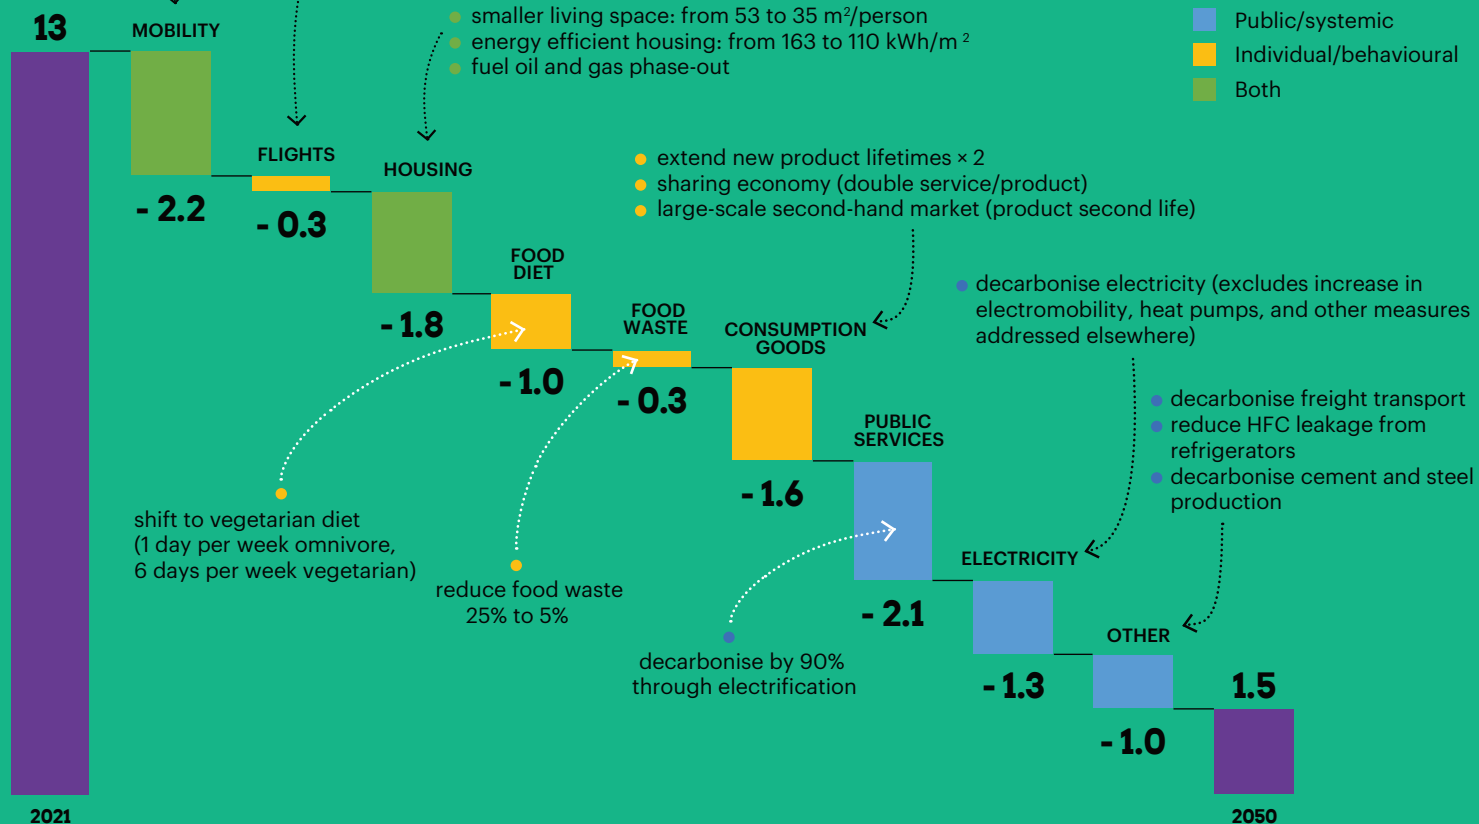 smaller living space: from 53 to 35 m²/person
energy efficient housing: from 163 to 110 kWh/m ²
fuel oil and gas phase-out
Public/systemic
Individual/behavioural
Both
13
MOBILITY
- 2.2
FLIGHTS
- 0.3
HOUSING
- 1.8
extend new product lifetimes × 2
sharing economy (double service/product)
large-scale second-hand market (product second life)
FOOD
DIET
- 1.0
FOOD
WASTE
- 0.3
CONSUMPTION
GOODS
- 1.6
decarbonise electricity (excludes increase in
electromobility, heat pumps, and other measures
addressed elsewhere)
decarbonise freight transport
reduce HFC leakage from
refrigerators
decarbonise cement and steel
production
PUBLIC
SERVICES
- 2.1
shift to vegetarian diet
(1 day per week omnivore,
6 days per week vegetarian)
reduce food waste
25% to 5%
decarbonise by 90%
through electrification
ELECTRICITY
- 1.3
OTHER
- 1.0
1.5
2021
2050